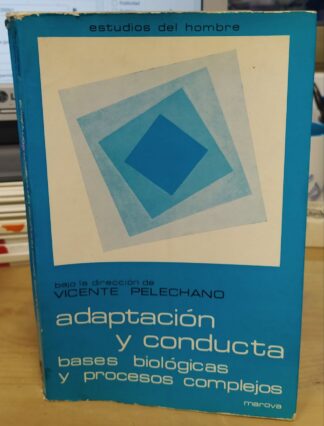 estudios del hombre
bajo la dirección de
VICENTE PELECHANO
adaptación
y conducta
bases biológicas
y procesos complejos
marova